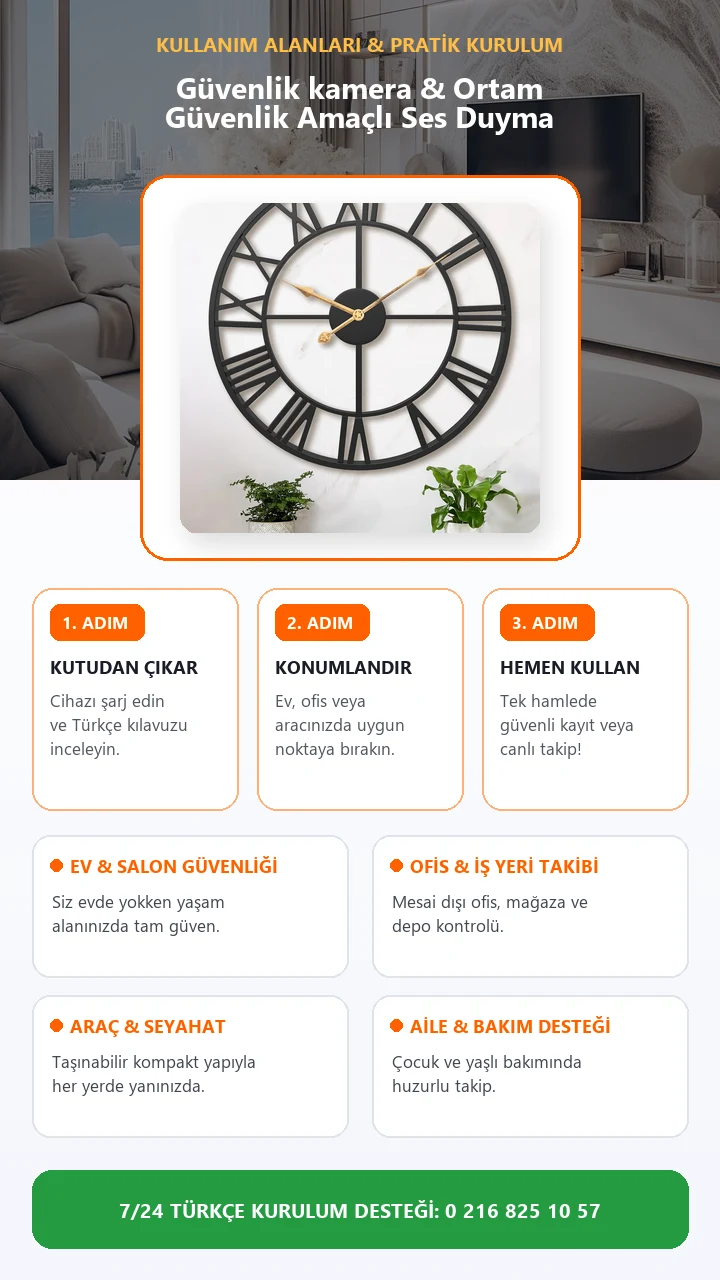 KULLANIM ALANLARI & PRATİK KURULUM
Güvenlik kamera & Ortam
Güvenlik Amaçlı Ses Duyma
1. ADIM
KUTUDAN ÇIKAR
Cihazı şarj edin
ve Türkçe kılavuzu
inceleyin.
2. ADIM
KONUMLANDIR
Ev, ofis veya
aracınızda uygun
noktaya bırakın.
3. ADIM
HEMEN KULLAN
Tek hamlede
güvenli kayıt veya
canlı takip!
EV & SALON GÜVENLİĞİ
Siz evde yokken yaşam
alanınızda tam güven.
OFİS & İŞ YERİ TAKİBİ
Mesai dışı ofis, mağaza ve
depo kontrolü.
ARAÇ & SEYAHAT
Taşınabilir kompakt yapıyla
her yerde yanınızda.
AİLE & BAKIM DESTEĞİ
Çocuk ve yaşlı bakımında
huzurlu takip.
7/24 TÜRKÇE KURULUM DESTEĞİ: 0 216 825 10 57